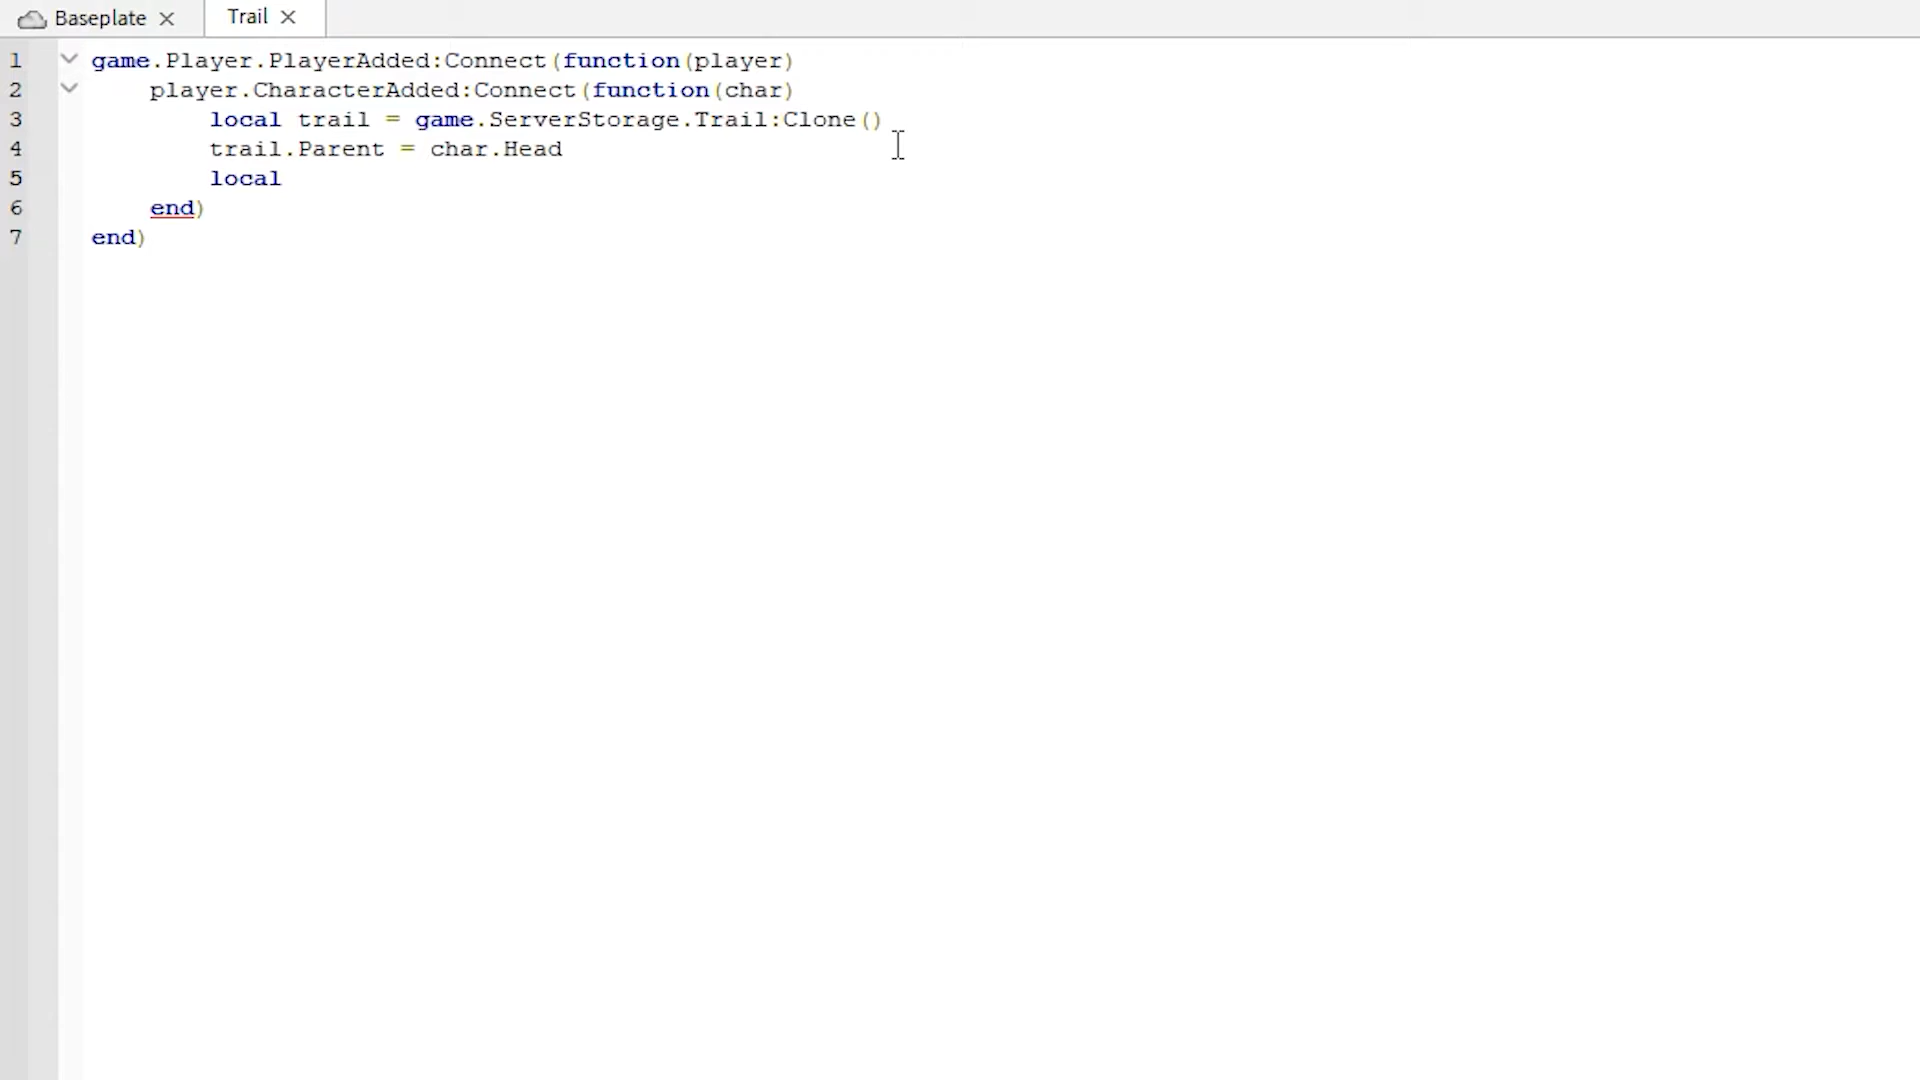 Baseplate Trail
1 game.Player.PlayerAdded:Connect(function(player)
2 player.CharacterAdded:Connect(function(char)
3 local trail = game.ServerStorage.Trail:Clone()
4 trail.Parent = char.Head
5 local
6 end)
7 end)